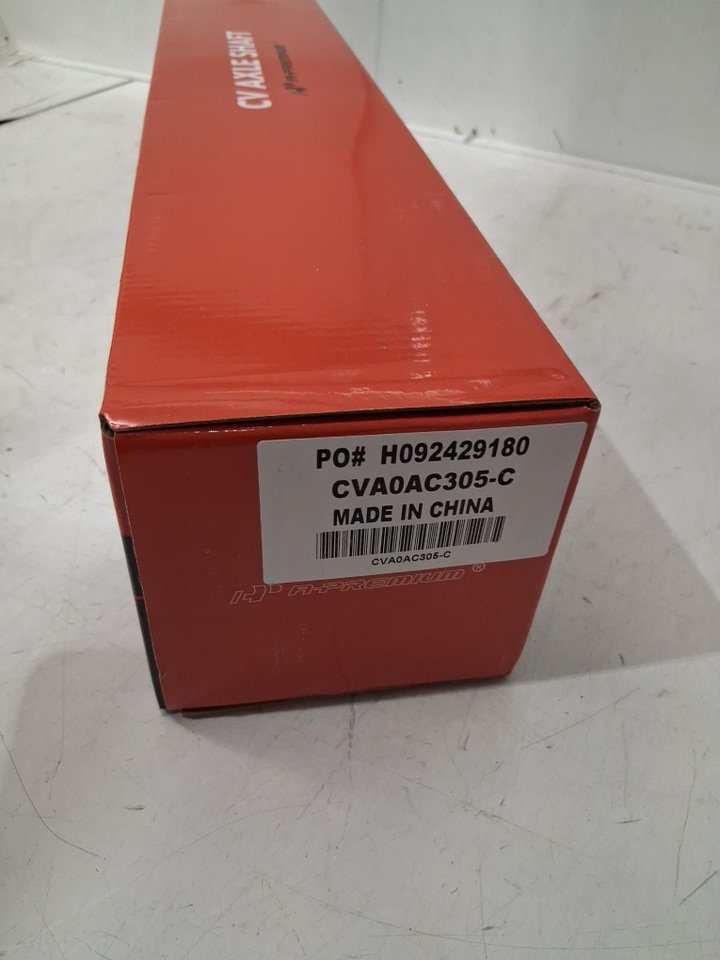 CV AXLE SHAFT
A-PREMIUM
PO# H092429180
CVA0AC305-C
MADE IN CHINA
CVA0AC305-C
A-PREMIUM ®